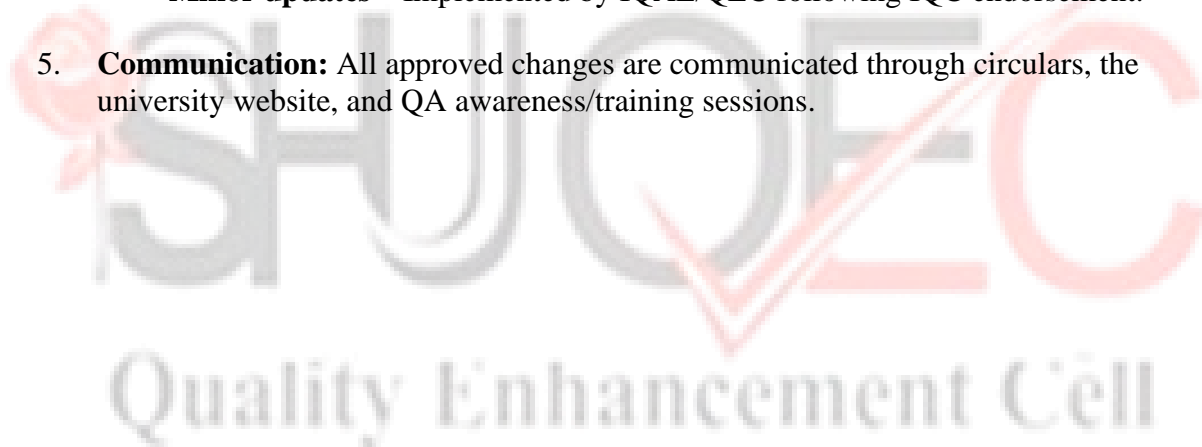 5. Communication: All approved changes are communicated through circulars, the
university website, and QA awareness/training sessions.
SHUQEC
Quality Enhancement Cell